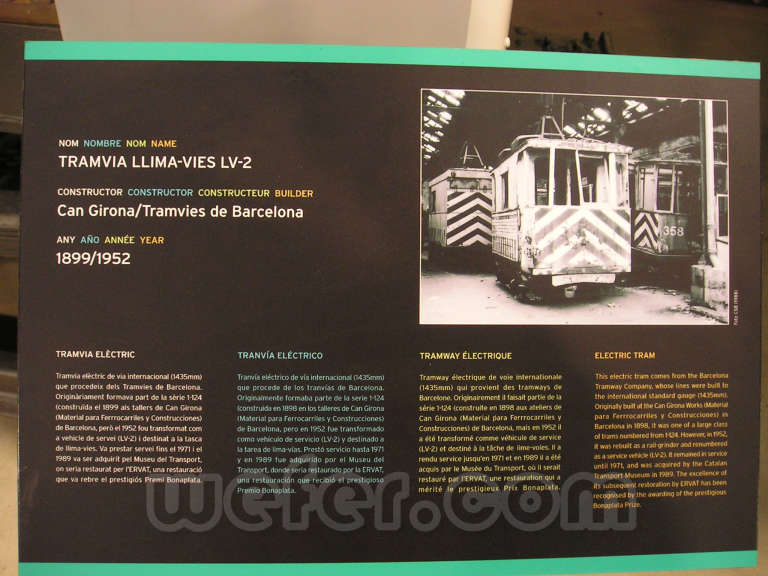 NOM NOMBRE NOM NAME
TRAMVIA LLIMA-VIES LV-2
CONSTRUCTOR CONSTRUCTOR CONSTRUCTEUR BUILDER
Can Girona/Tramvies de Barcelona
ANY AÑO ANNÉE YEAR
1899/1952
358
TRAMVIA ELÈCTRIC
Tramvia elèctric de via internacional (1435mm)
que procedeix dels Tramvies de Barcelona.
Originàriament formava part de la sèrie 1-124
(construïda el 1899 als tallers de Can Girona
(Material para Ferrocarriles y Construcciones)
de Barcelona, però el 1952 fou transformat com
a vehicle de servei (LV-2) i destinat a la tasca
de llima-vies. Va prestar servei fins el 1971 i el
1989 va ser adquirit pel Museu del Transport,
on seria restaurat per l'ERVAT, una restauració
que va rebre el prestigiós Premi Bonaplata.
TRANVÍA ELÉCTRICO
Tranvía eléctrico de vía internacional (1435mm)
que procede de los tranvías de Barcelona.
Originalmente formaba parte de la serie 1-124
(construida en 1898 en los talleres de Can Girona
(Material para Ferrocarriles y Construcciones)
de Barcelona, pero en 1952 fue transformado
como vehículo de servicio (LV-2) y destinado a
la tarea de lima-vías. Prestó servicio hasta 1971
y en 1989 fue adquirido por el Museu del
Transport, donde sería restaurado por la ERVAT,
una restauración que recibió el prestigioso
Premio Bonaplata.
TRAMWAY ÉLECTRIQUE
Tramway électrique de voie internationale
(1435mm) qui provient des tramways de
Barcelone. Originairement il faisait partie de la
série 1-124 (construite en 1898 aux ateliers de
Can Girona (Material para Ferrocarriles y
Construcciones) de Barcelone, mais en 1952 il
a été transformé comme véhicule de service
(LV-2) et destiné à la tâche de lime-vies. Il a
rendu service jusqu'en 1971 et en 1989 il a été
acquis par le Musée du Transport, où il serait
restauré par l'ERVAT, une restauration qui a
mérité le prestigieux Prix Bonaplata.
ELECTRIC TRAM
This electric tram comes from the Barcelona
Tramway Company, whose lines were built to
the international standard gauge (1435mm).
Originally built at the Can Girona Works (Material
para Ferrocarriles y Construcciones) in
Barcelona in 1898, it was one of a large class
of trams numbered from 1-124. However, in 1952,
it was rebuilt as a rail-grinder and renumbered
as a service vehicle (LV-2). It remained in service
until 1971, and was acquired by the Catalan
Transport Museum in 1989. The excellence of
its subsequent restoration by ERVAT has been
recognised by the awarding of the prestigious
Bonaplata Prize.
wefer.com